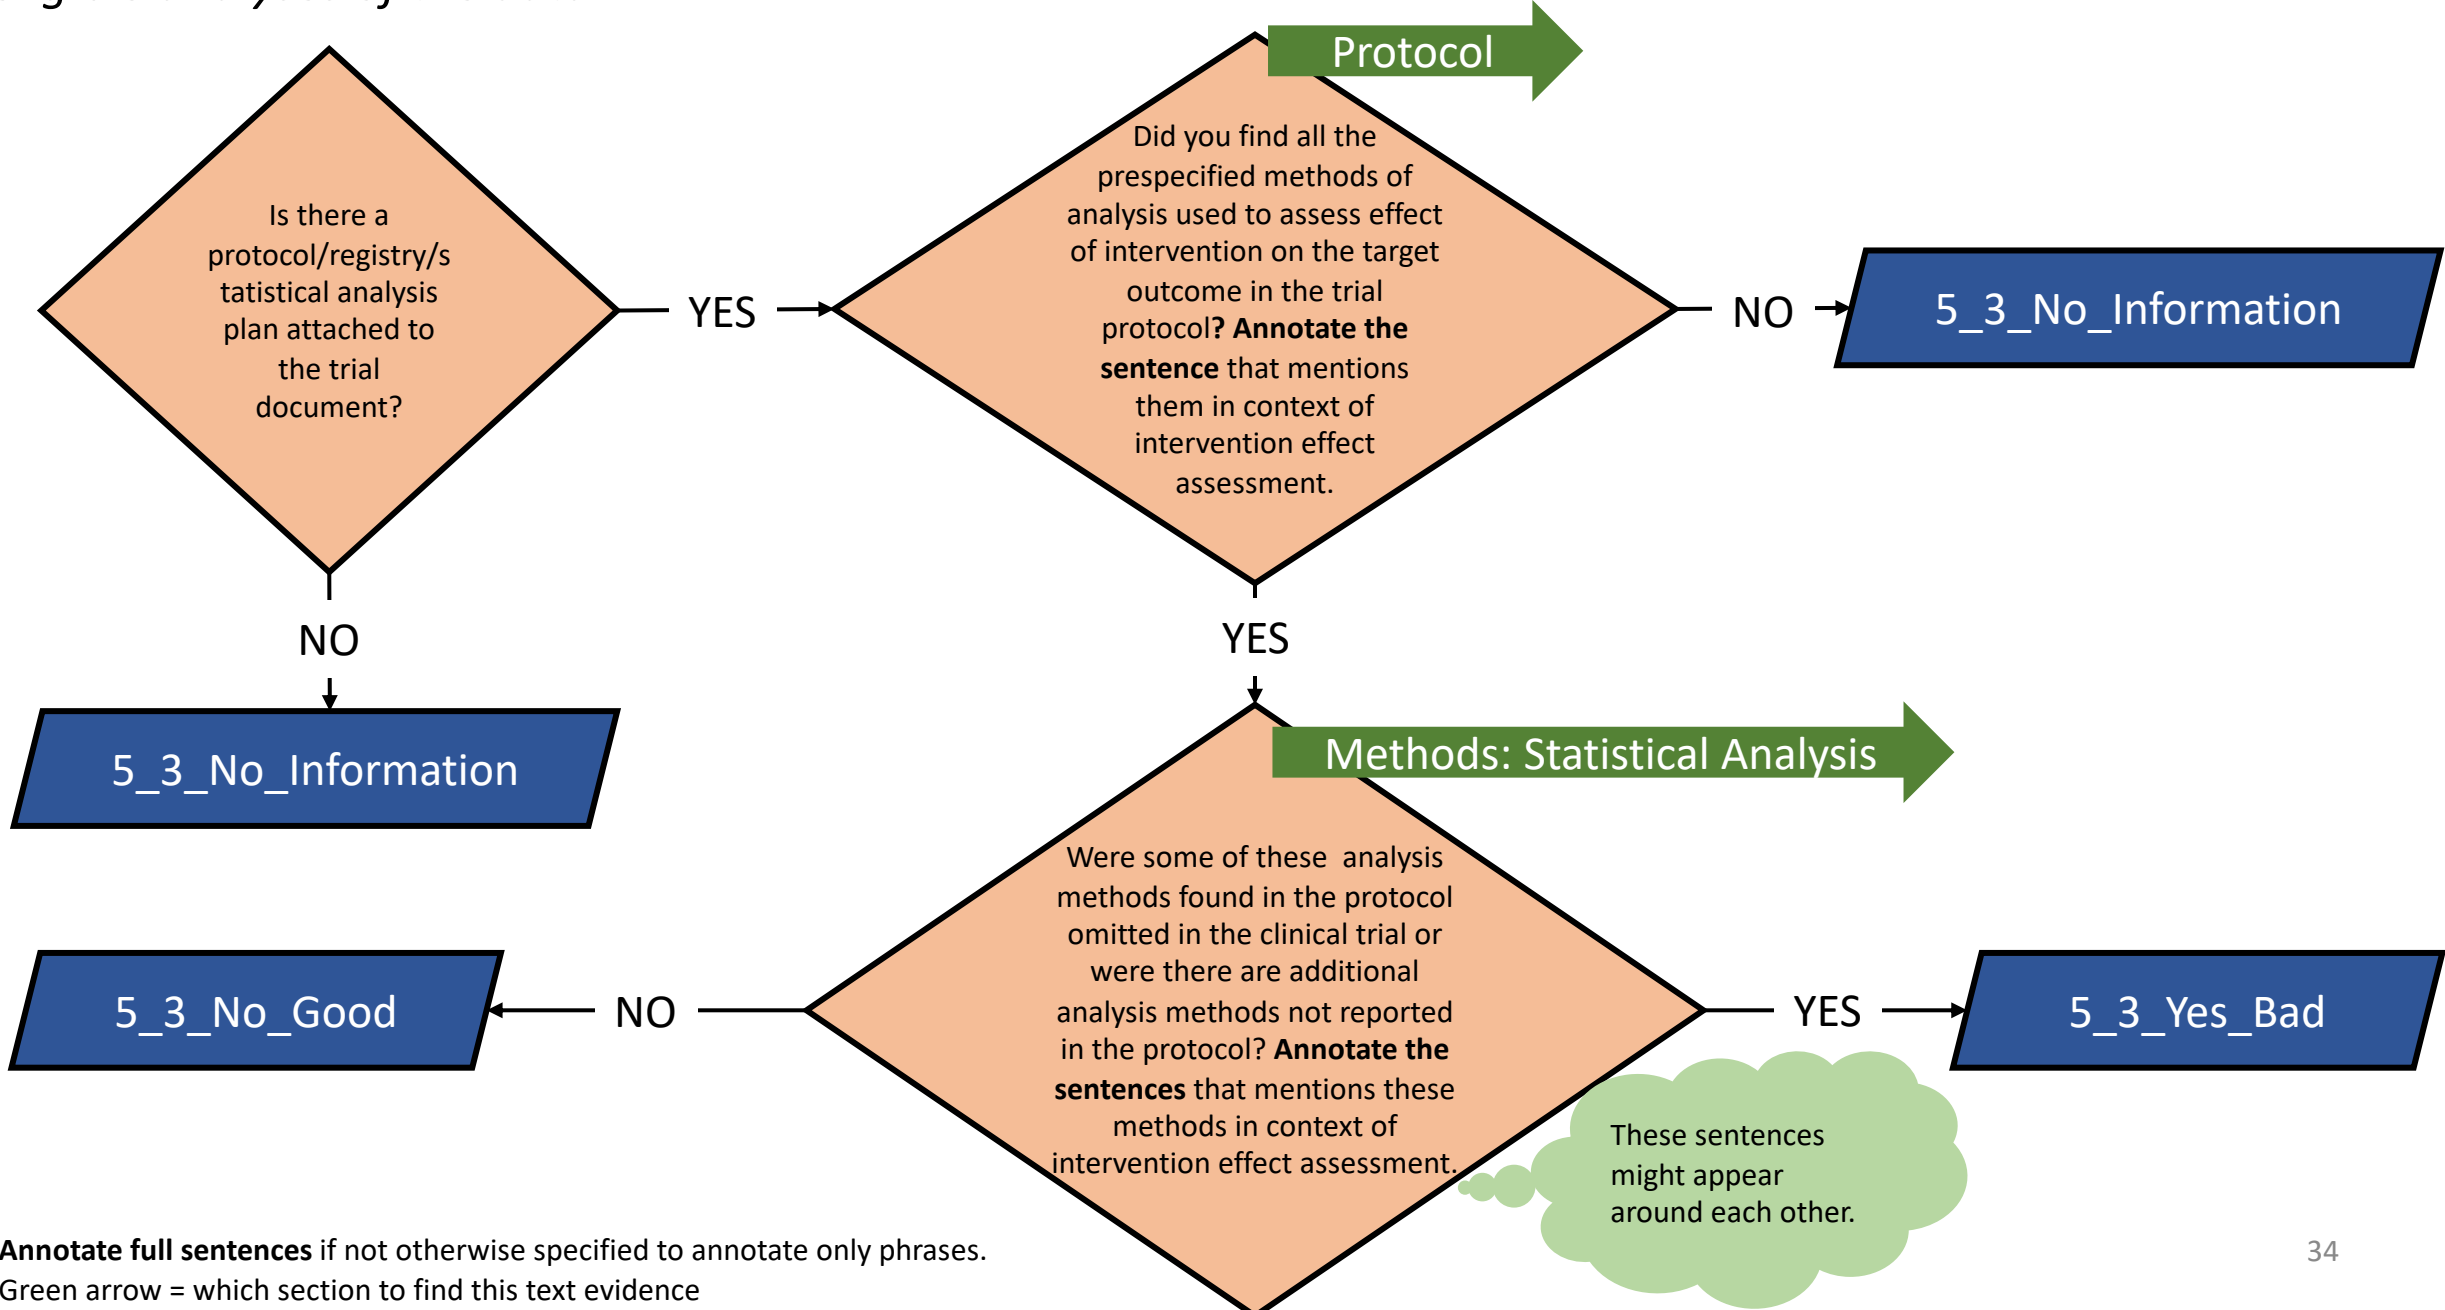 Protocol
Is there a
protocol/registry/s
tatistical analysis
plan attached to
the trial
document?
YES
Did you find all the
prespecified methods of
analysis used to assess effect
of intervention on the target
outcome in the trial
protocol? Annotate the
sentence that mentions
them in context of
intervention effect
assessment.
NO
5_3_No_Information
NO
YES
5_3_No_Information
Methods: Statistical Analysis
Were some of these  analysis
methods found in the protocol
omitted in the clinical trial or
were there are additional
analysis methods not reported
in the protocol? Annotate the
sentences that mentions these
methods in context of
intervention effect assessment.
5_3_No_Good
NO
YES
5_3_Yes_Bad
These sentences
might appear
around each other.
Annotate full sentences if not otherwise specified to annotate only phrases.
Green arrow = which section to find this text evidence
34